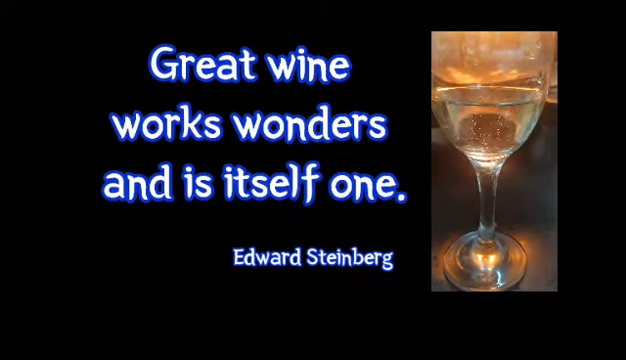 Great wine
works wonders
and is itself one.
Edward Steinberg